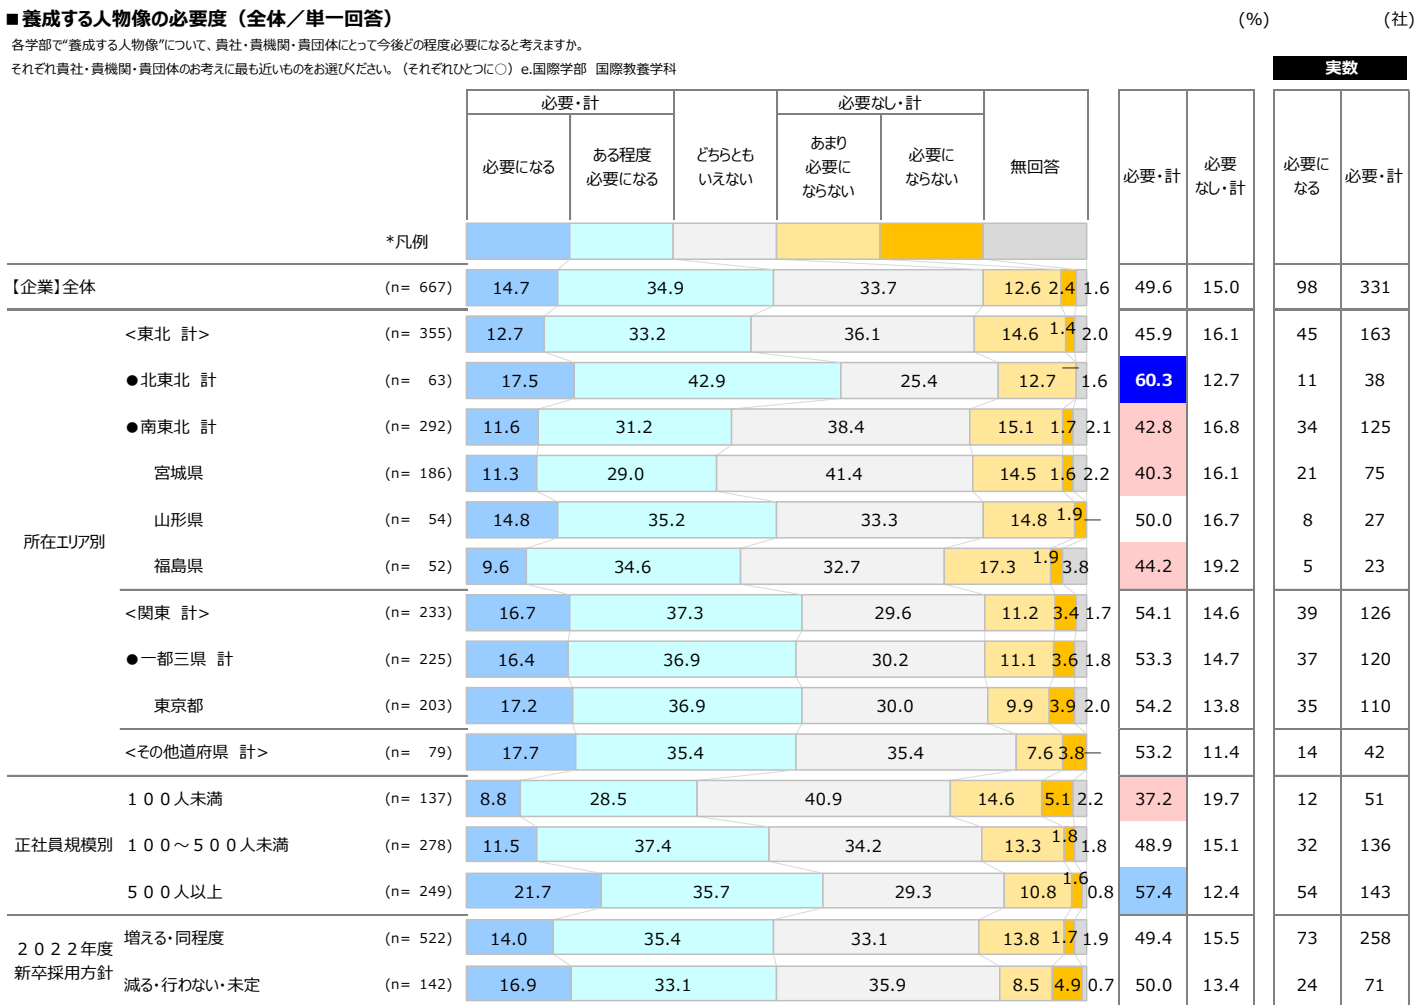 ■養成する人物像の必要度（全体／単一回答） (%) (社)
各学部で“養成する人物像”について、貴社・貴機関・貴団体にとって今後どの程度必要になると考えますか。
それぞれ貴社・貴機関・貴団体のお考えに最も近いものをお選びください。（それぞれひとつに○） e.国際学部 国際教養学科
実数
必要・計 必要なし・計
必要になる ある程度必要になる どちらともいえない あまり必要にならない 必要にならない 無回答 必要・計 必要なし・計 必要になる 必要・計
*凡例
【企業】全体 (n= 667) 14.7 34.9 33.7 12.6 2.4 1.6 49.6 15.0 98 331
所在エリア別
<東北 計> (n= 355) 12.7 33.2 36.1 14.6 1.4 2.0 45.9 16.1 45 163
●北東北 計 (n= 63) 17.5 42.9 25.4 12.7 — 1.6 60.3 12.7 11 38
●南東北 計 (n= 292) 11.6 31.2 38.4 15.1 1.7 2.1 42.8 16.8 34 125
宮城県 (n= 186) 11.3 29.0 41.4 14.5 1.6 2.2 40.3 16.1 21 75
山形県 (n= 54) 14.8 35.2 33.3 14.8 1.9 — 50.0 16.7 8 27
福島県 (n= 52) 9.6 34.6 32.7 17.3 1.9 3.8 44.2 19.2 5 23
<関東 計> (n= 233) 16.7 37.3 29.6 11.2 3.4 1.7 54.1 14.6 39 126
●一都三県 計 (n= 225) 16.4 36.9 30.2 11.1 3.6 1.8 53.3 14.7 37 120
東京都 (n= 203) 17.2 36.9 30.0 9.9 3.9 2.0 54.2 13.8 35 110
<その他道府県 計> (n= 79) 17.7 35.4 35.4 7.6 3.8 — 53.2 11.4 14 42
正社員規模別
１００人未満 (n= 137) 8.8 28.5 40.9 14.6 5.1 2.2 37.2 19.7 12 51
１００～５００人未満 (n= 278) 11.5 37.4 34.2 13.3 1.8 1.8 48.9 15.1 32 136
５００人以上 (n= 249) 21.7 35.7 29.3 10.8 1.6 0.8 57.4 12.4 54 143
２０２２年度
新卒採用方針
増える・同程度 (n= 522) 14.0 35.4 33.1 13.8 1.7 1.9 49.4 15.5 73 258
減る・行わない・未定 (n= 142) 16.9 33.1 35.9 8.5 4.9 0.7 50.0 13.4 24 71